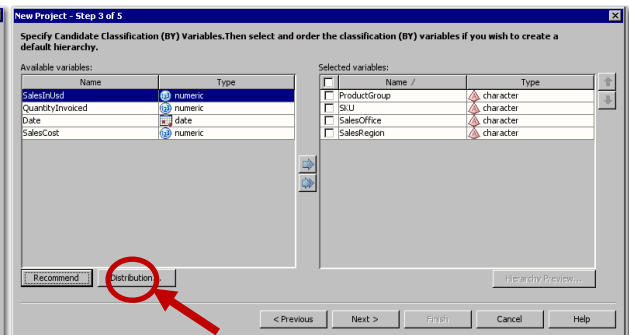 New Project - Step 3 of 5
Specify Candidate Classification (BY) Variables.Then select and order the classification (BY) variables if you wish to create a
default hierarchy.
Available variables:
Name Type
SalesInUsd numeric
QuantityInvoiced numeric
Date date
SalesCost numeric
Selected variables:
Name / Type
ProductGroup character
SKU character
SalesOffice character
SalesRegion character
Recommend Distribution... Hierarchy Preview...
< Previous Next > Finish Cancel Help